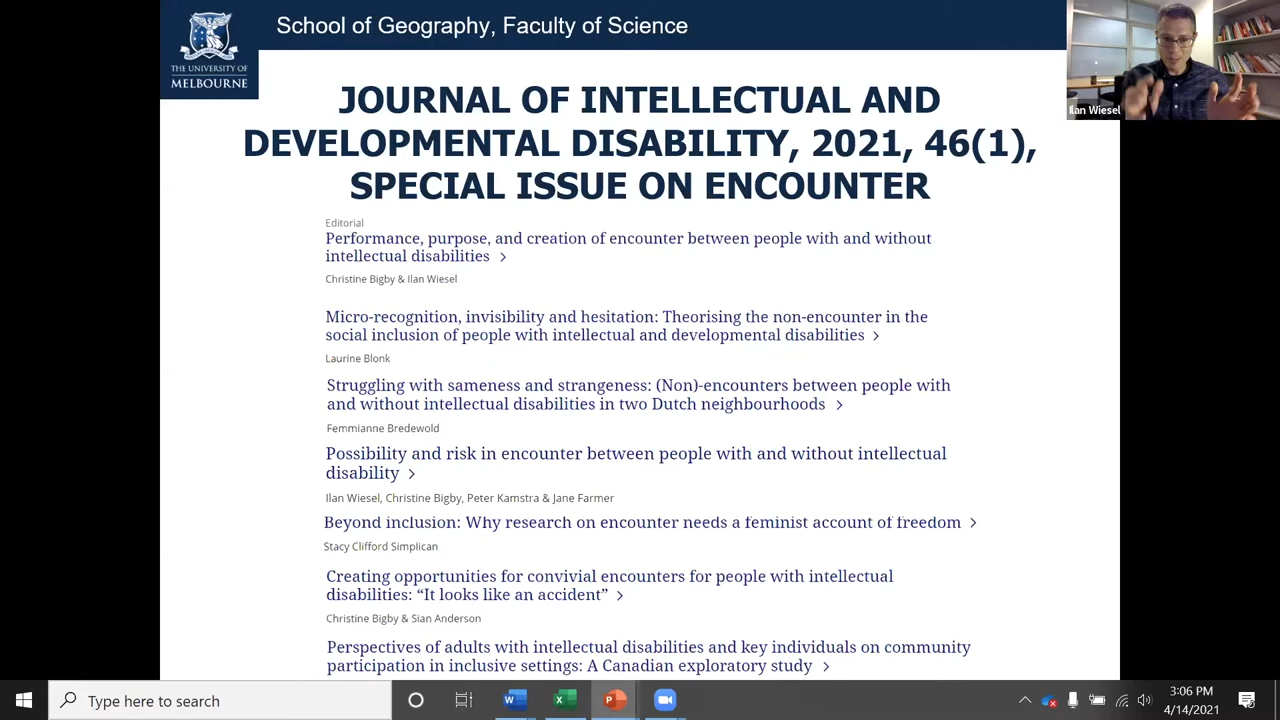 School of Geography, Faculty of Science
THE UNIVERSITY OF
MELBOURNE
Ilan Wiesel
JOURNAL OF INTELLECTUAL AND
DEVELOPMENTAL DISABILITY, 2021, 46(1),
SPECIAL ISSUE ON ENCOUNTER
Editorial
Performance, purpose, and creation of encounter between people with and without
intellectual disabilities >
Christine Bigby & Ilan Wiesel
Micro-recognition, invisibility and hesitation: Theorising the non-encounter in the
social inclusion of people with intellectual and developmental disabilities >
Laurine Blonk
Struggling with sameness and strangeness: (Non)-encounters between people with
and without intellectual disabilities in two Dutch neighbourhoods >
Femmianne Bredewold
Possibility and risk in encounter between people with and without intellectual
disability >
Ilan Wiesel, Christine Bigby, Peter Kamstra & Jane Farmer
Beyond inclusion: Why research on encounter needs a feminist account of freedom >
Stacy Clifford Simplican
Creating opportunities for convivial encounters for people with intellectual
disabilities: “It looks like an accident” >
Christine Bigby & Sian Anderson
Perspectives of adults with intellectual disabilities and key individuals on community
participation in inclusive settings: A Canadian exploratory study >
Type here to search
3:06 PM
4/14/2021